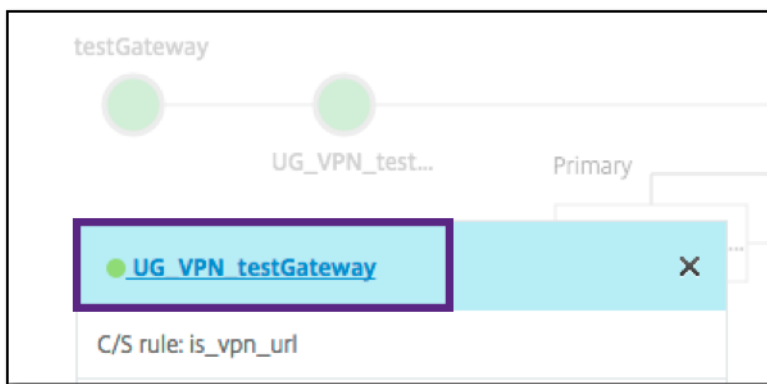 testGateway
UG_VPN_test...
Primary
...
UG_VPN_testGateway
C/S rule: is_vpn_url